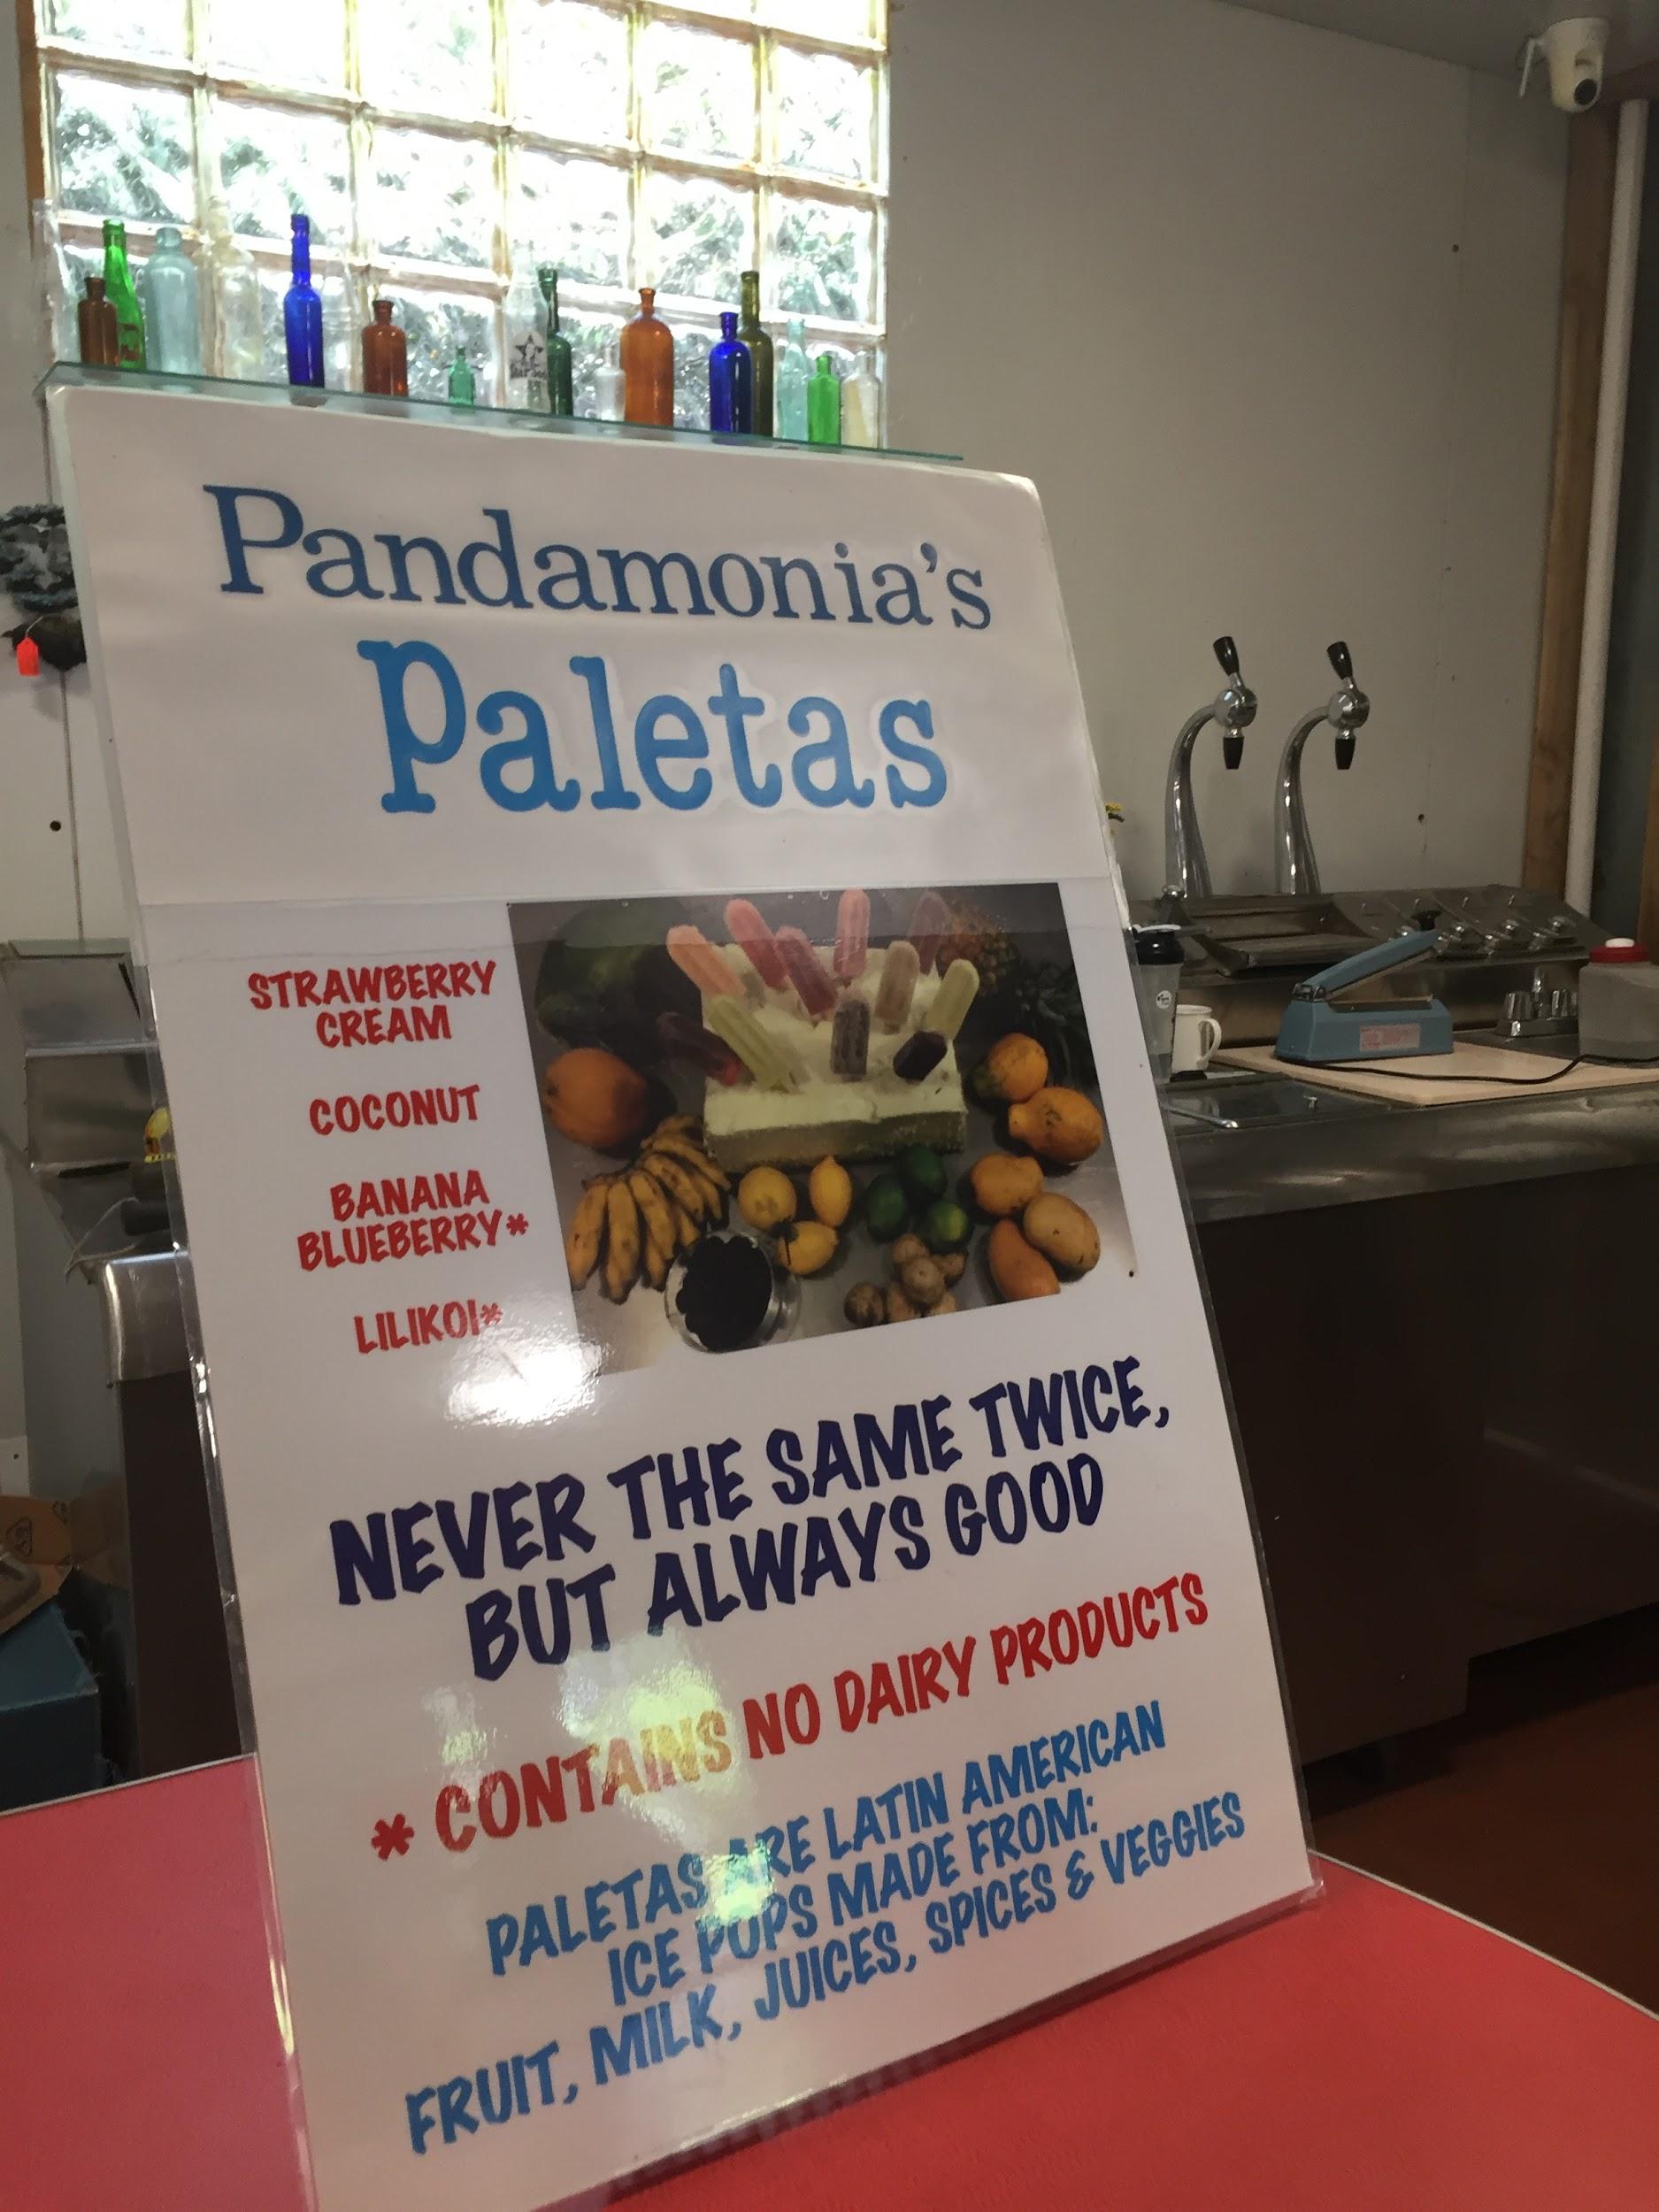 Pandamonia's
Paletas
STRAWBERRY
CREAM
COCONUT
BANANA
BLUEBERRY*
LILIKOI*
NEVER THE SAME TWICE,
BUT ALWAYS GOOD
* CONTAINS NO DAIRY PRODUCTS
PALETAS ARE LATIN AMERICAN
ICE POPS MADE FROM:
FRUIT, MILK, JUICES, SPICES & VEGGIES